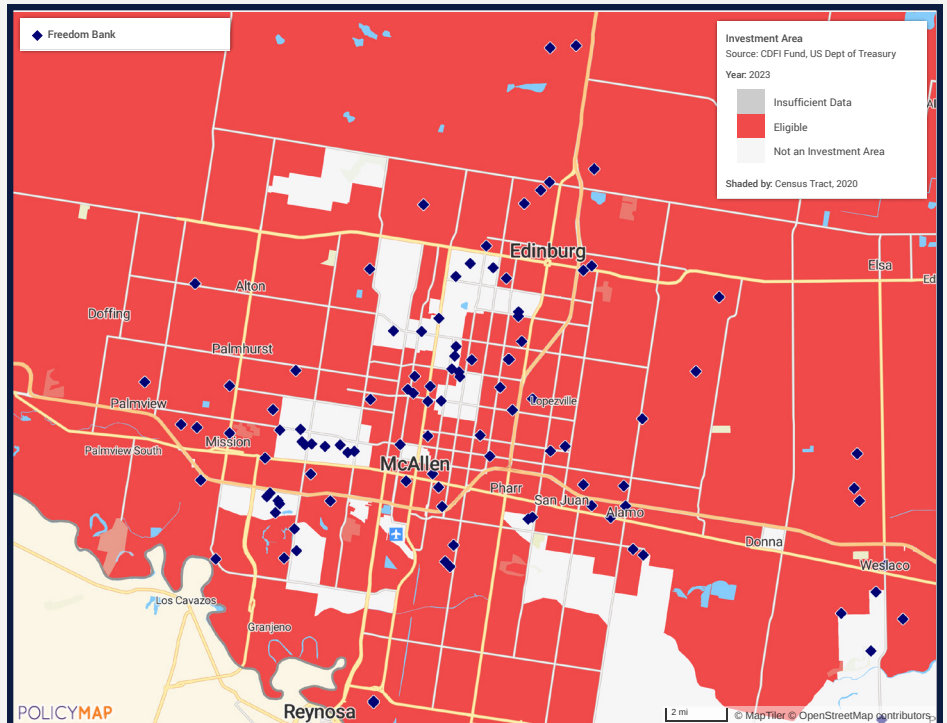 Freedom Bank
Investment Area
Source: CDFI Fund, US Dept of Treasury
Year: 2023
Insufficient Data
Eligible
Not an Investment Area
Shaded by: Census Tract, 2020
Edinburg
Elsa
Ed
Alton
Doffing
Palmhurst
Palmview
Lopezville
Mission
Palmview South
McAllen
Pharr
San Juan
Alamo
Donna
Weslaco
Los Cavazos
Granjeno
Reynosa
POLICYMAP
2 mi
© MapTiler © OpenStreetMap contributors